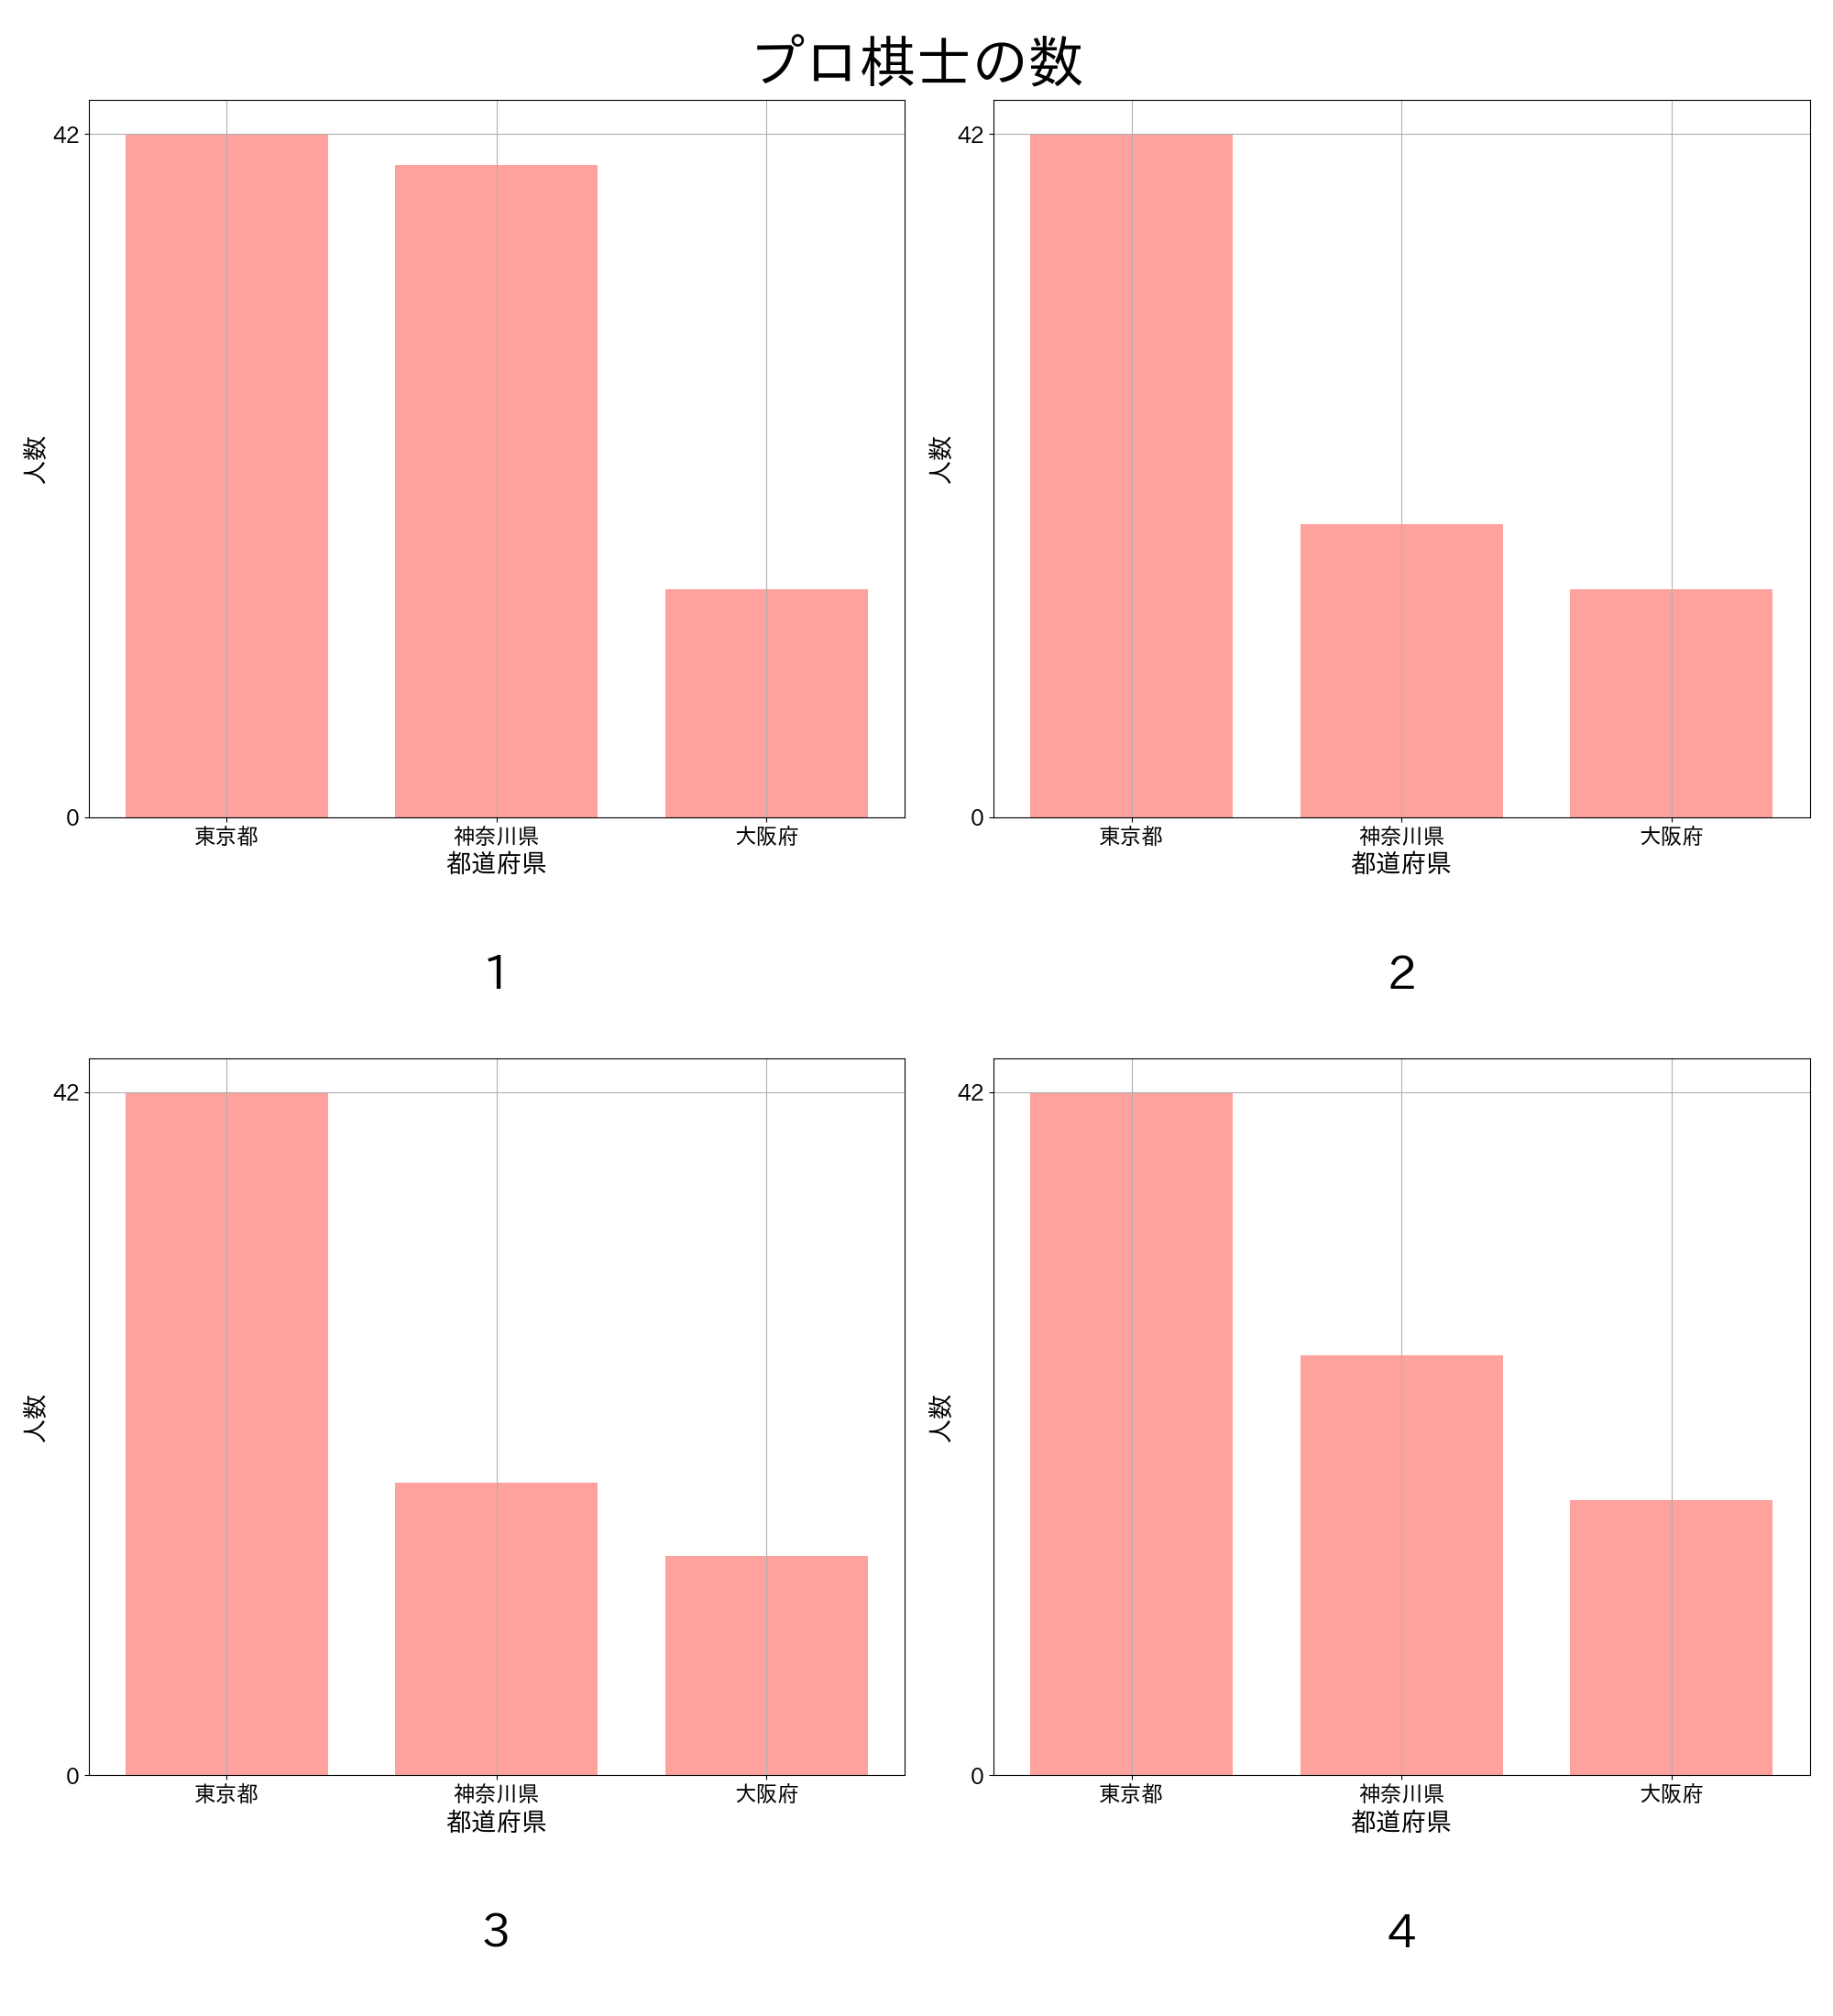 プロ棋士の数
42
人数
0
東京都 神奈川県 大阪府
都道府県
1
42
人数
0
東京都 神奈川県 大阪府
都道府県
2
42
人数
0
東京都 神奈川県 大阪府
都道府県
3
42
人数
0
東京都 神奈川県 大阪府
都道府県
4